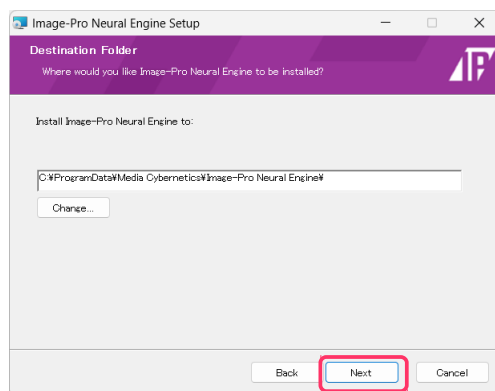 Image-Pro Neural Engine Setup
Destination Folder
Where would you like Image-Pro Neural Engine to be installed?
Install Image-Pro Neural Engine to:
C:¥ProgramData¥Media Cybernetics¥Image-Pro Neural Engine¥
Change...
Back Next Cancel